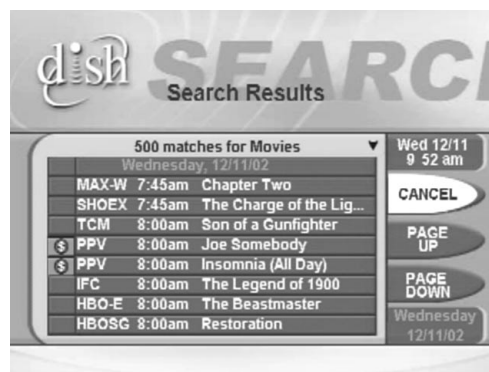 dish
SEARC
Search Results
500 matches for Movies
Wed 12/11
9 52 am
Wednesday, 12/11/02
MAX-W 7:45am Chapter Two
SHOEX 7:45am The Charge of the Lig...
TCM 8:00am Son of a Gunfighter
$ PPV 8:00am Joe Somebody
$ PPV 8:00am Insomnia (All Day)
IFC 8:00am The Legend of 1900
HBO-E 8:00am The Beastmaster
HBOSG 8:00am Restoration
CANCEL
PAGE
UP
PAGE
DOWN
Wednesday
12/11/02